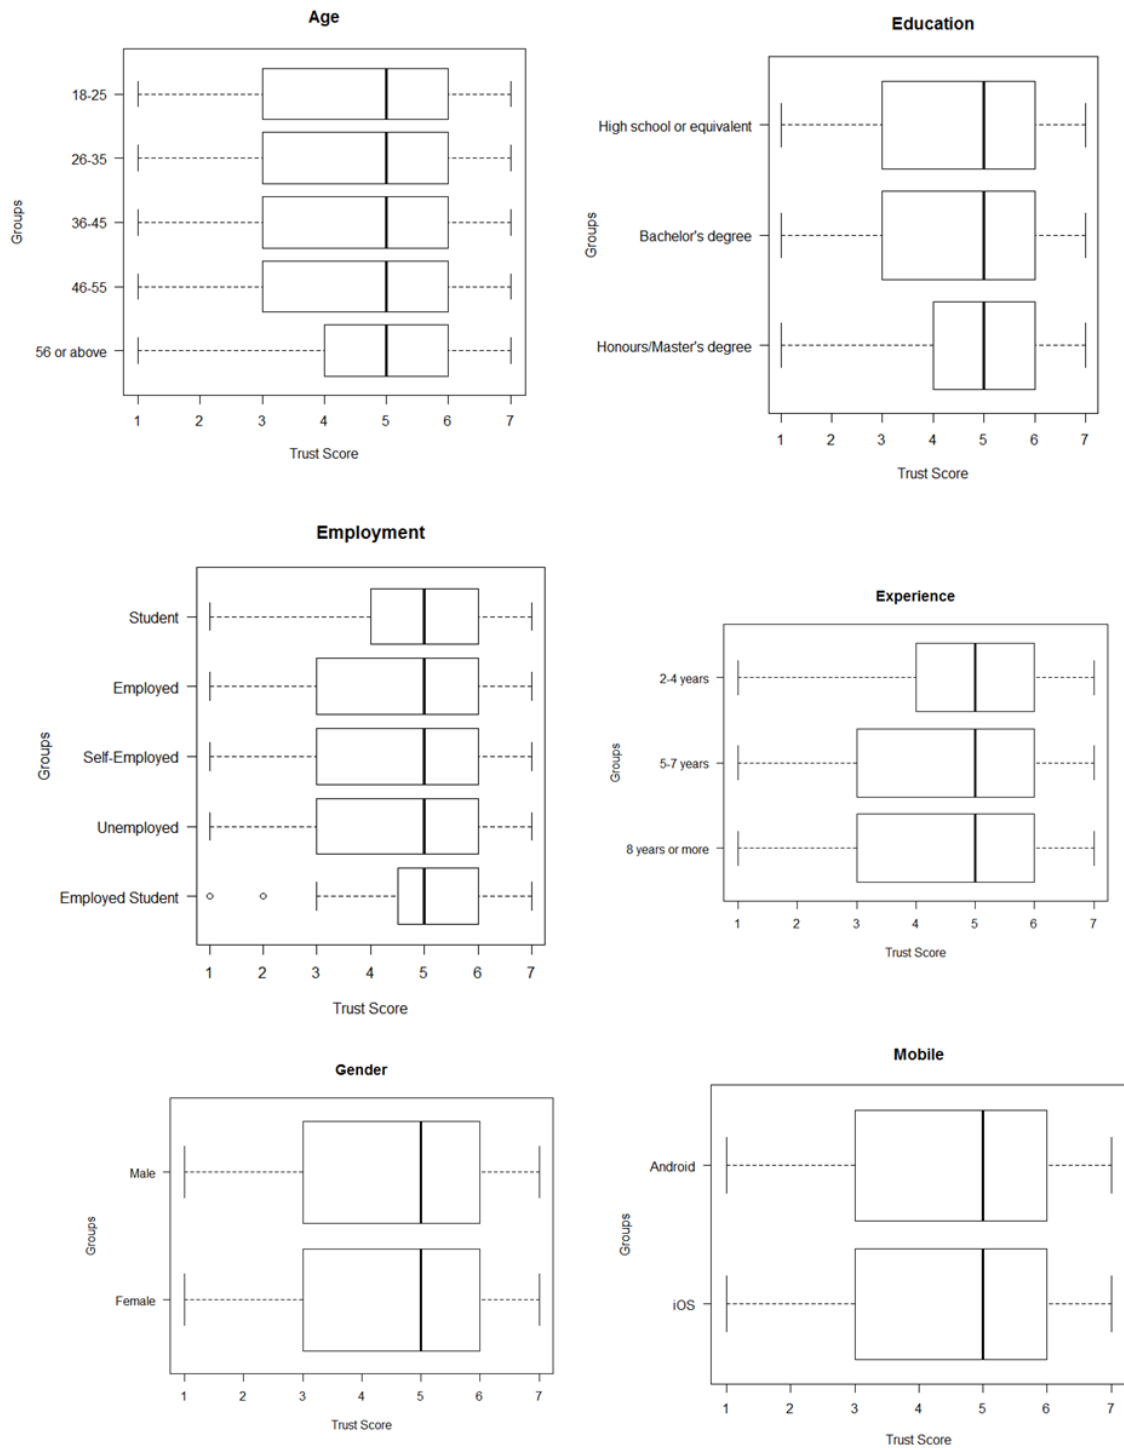 Age
Groups
18-25
26-35
36-45
46-55
56 or above
1 2 3 4 5 6 7
Trust Score
Education
Groups
High school or equivalent
Bachelor's degree
Honours/Master's degree
1 2 3 4 5 6 7
Trust Score
Employment
Groups
Student
Employed
Self-Employed
Unemployed
Employed Student
1 2 3 4 5 6 7
Trust Score
Experience
Groups
2-4 years
5-7 years
8 years or more
1 2 3 4 5 6 7
Trust Score
Gender
Groups
Male
Female
1 2 3 4 5 6 7
Trust Score
Mobile
Groups
Android
iOS
1 2 3 4 5 6 7
Trust Score